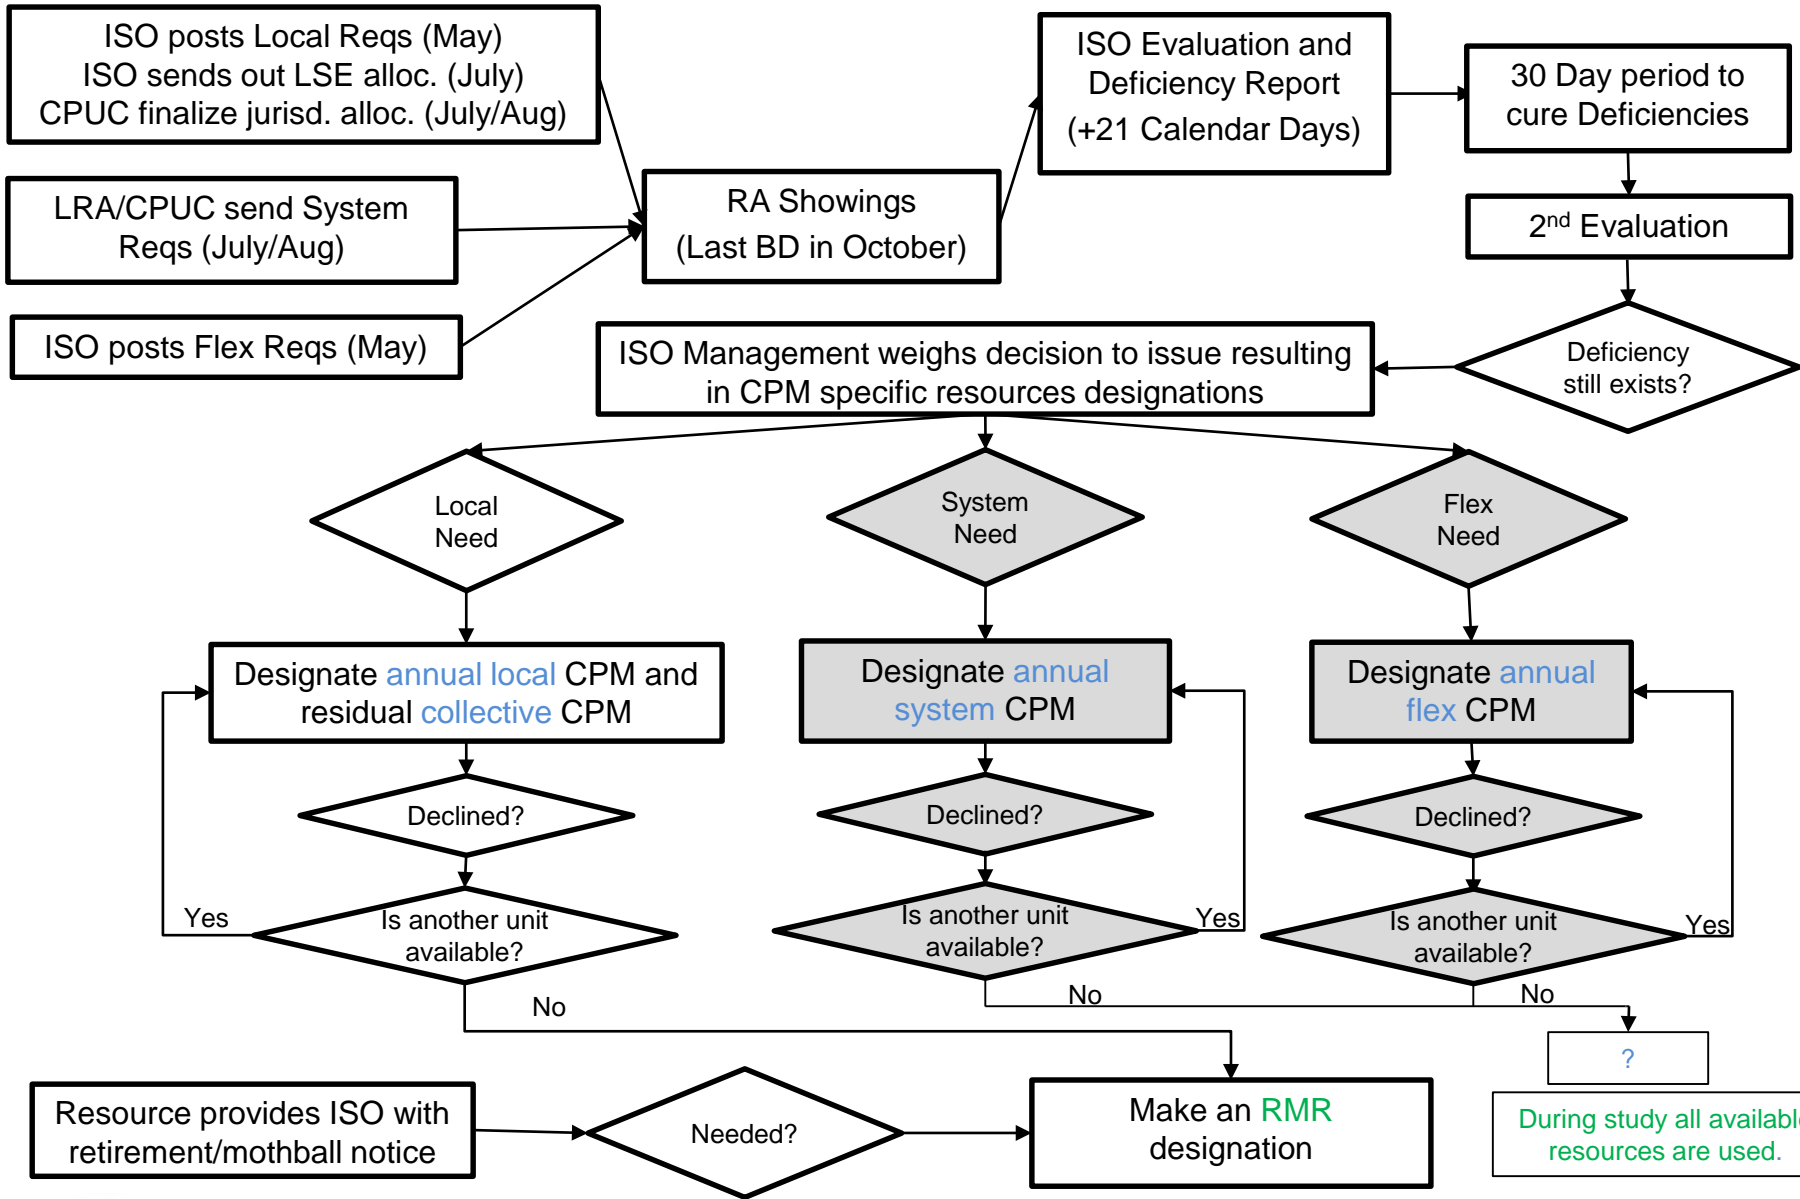 ISO posts Local Reqs (May)
ISO sends out LSE alloc. (July)
CPUC finalize jurisd. alloc. (July/Aug)
ISO Evaluation and
Deficiency Report
(+21 Calendar Days)
30 Day period to
cure Deficiencies
LRA/CPUC send System
Reqs (July/Aug)
RA Showings
(Last BD in October)
2nd Evaluation
ISO posts Flex Reqs (May)
ISO Management weighs decision to issue resulting
in CPM specific resources designations
Deficiency
still exists?
Local
Need
System
Need
Flex
Need
Designate annual local CPM and
residual collective CPM
Designate annual
system CPM
Designate annual
flex CPM
Declined?
Declined?
Declined?
Yes
Is another unit
available?
Is another unit
available?
Yes
Is another unit
available?
Yes
No
No
No
?
Resource provides ISO with
retirement/mothball notice
Needed?
Make an RMR
designation
During study all available
resources are used.